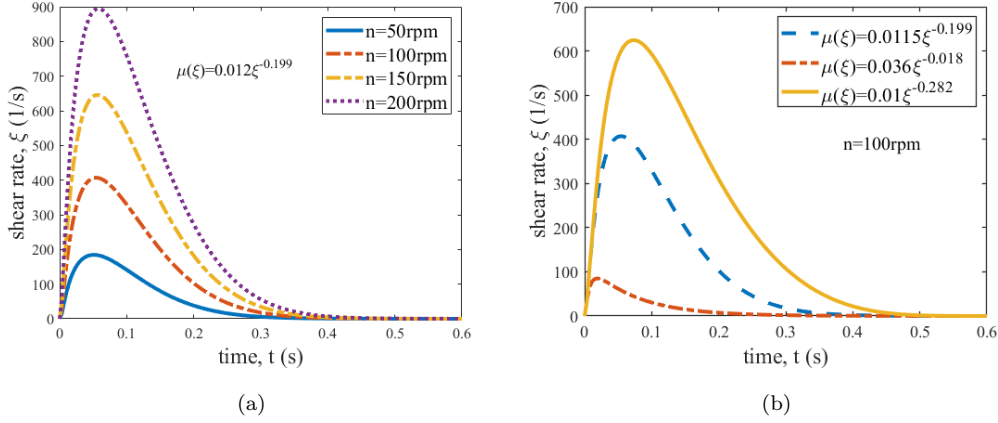 900
800
700
600
500
400
300
200
100
0
shear rate, ξ (1/s)
μ(ξ)=0.012ξ^-0.199
n=50rpm
n=100rpm
n=150rpm
n=200rpm
0 0.1 0.2 0.3 0.4 0.5 0.6
time, t (s)
(a)
700
600
500
400
300
200
100
0
shear rate, ξ (1/s)
μ(ξ)=0.0115ξ^-0.199
μ(ξ)=0.036ξ^-0.018
μ(ξ)=0.01ξ^-0.282
n=100rpm
0 0.1 0.2 0.3 0.4 0.5 0.6
time, t (s)
(b)